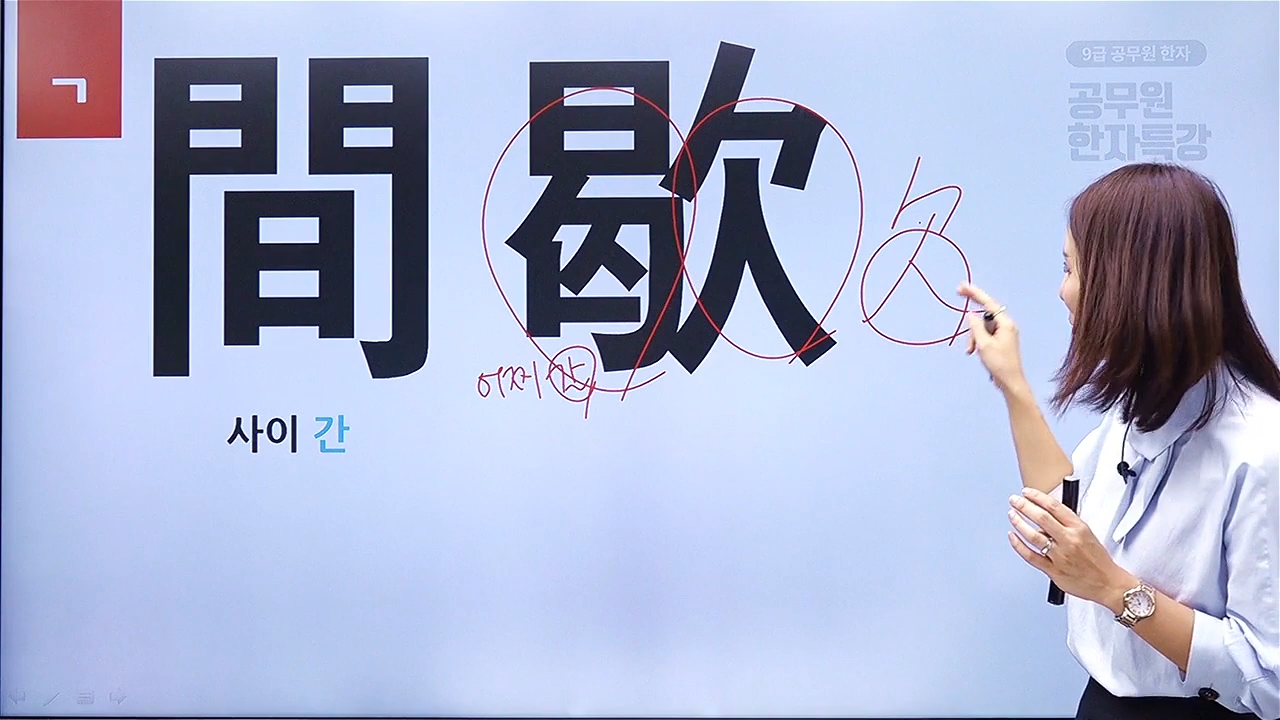 ㄱ
間歇
9급 공무원 한자
공무원
한자특강
欠
어찌 갈
사이 간